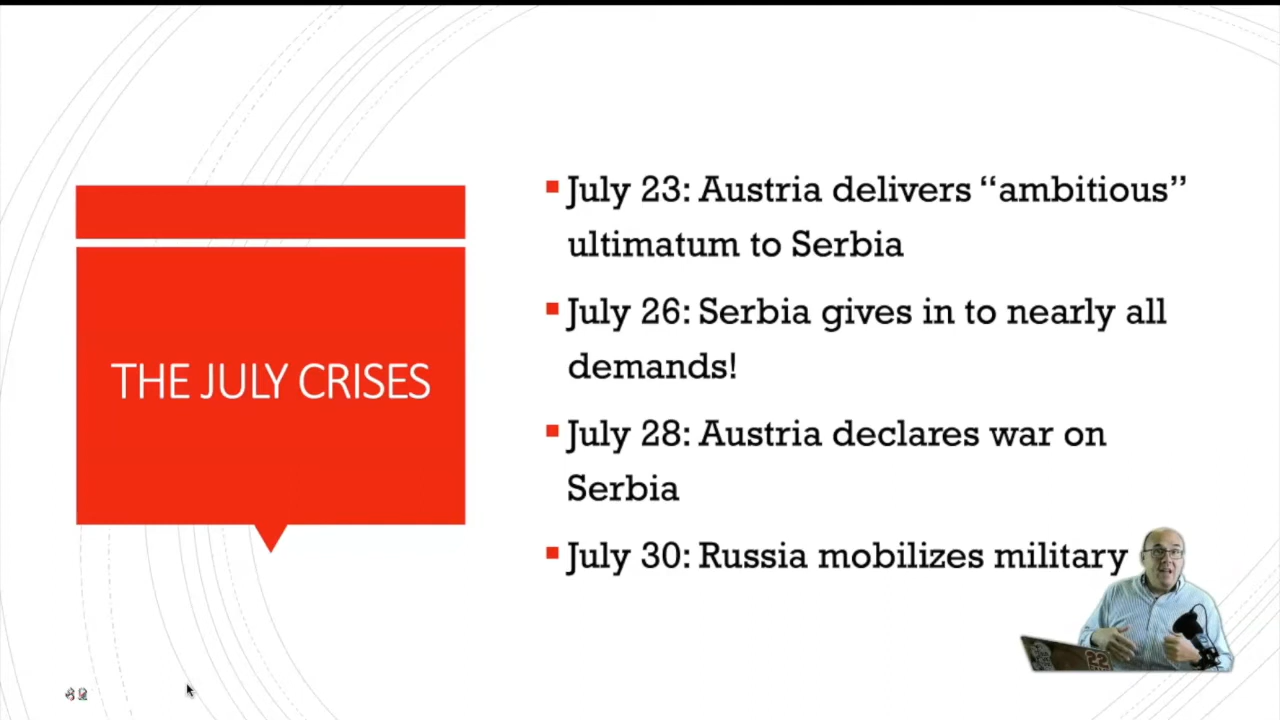 THE JULY CRISES
July 23: Austria delivers “ambitious”
ultimatum to Serbia
July 26: Serbia gives in to nearly all
demands!
July 28: Austria declares war on
Serbia
July 30: Russia mobilizes military